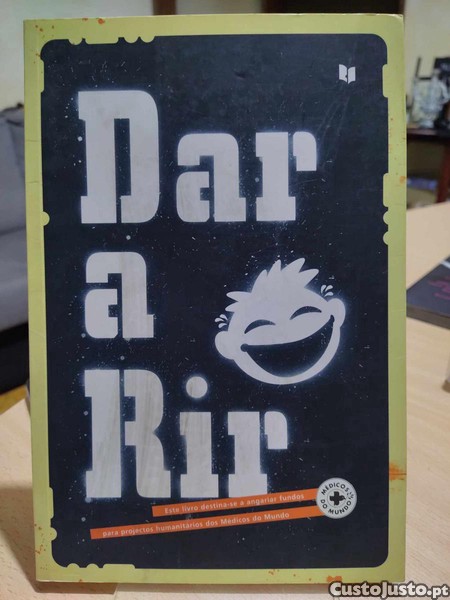 Dar
a
Rir
Este livro destina-se a angariar fundos
para projectos humanitários dos Médicos do Mundo
MÉDICOS
DO MUNDO
CustoJusto.pt